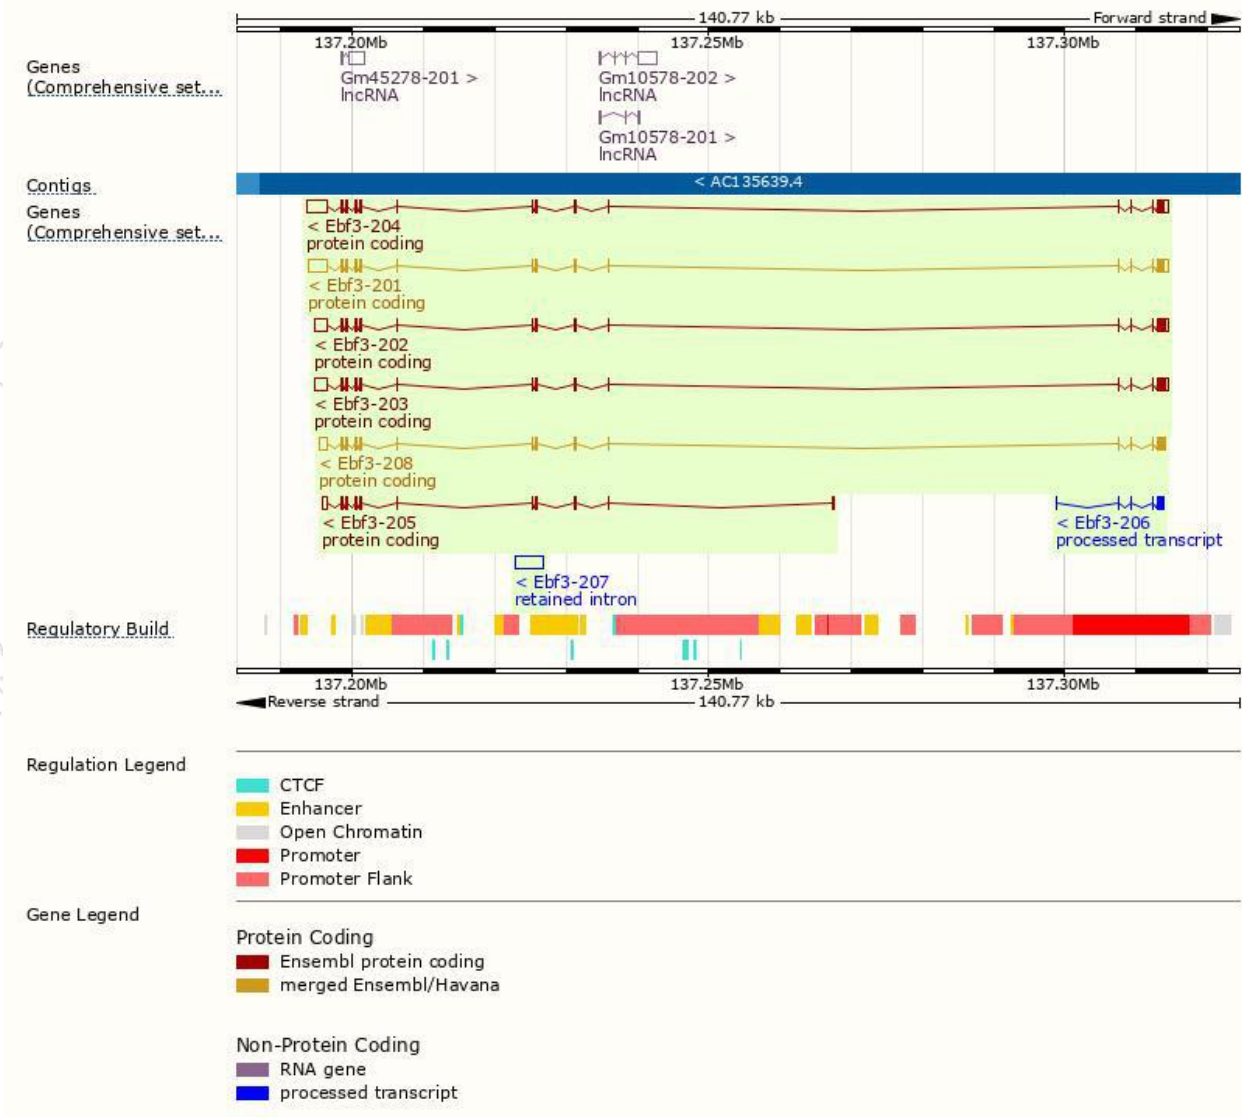 140.77 kb
Forward strand
137.20Mb 137.25Mb 137.30Mb
Genes
(Comprehensive set...
Gm45278-201 >
lncRNA
Gm10578-202 >
lncRNA
Gm10578-201 >
lncRNA
Contigs
< AC135639.4
Genes
(Comprehensive set...
< Ebf3-204
protein coding
< Ebf3-201
protein coding
< Ebf3-202
protein coding
< Ebf3-203
protein coding
< Ebf3-208
protein coding
< Ebf3-205
protein coding
< Ebf3-206
processed transcript
< Ebf3-207
retained intron
Regulatory Build
137.20Mb 137.25Mb 137.30Mb
Reverse strand
140.77 kb
Regulation Legend
CTCF
Enhancer
Open Chromatin
Promoter
Promoter Flank
Gene Legend
Protein Coding
Ensembl protein coding
merged Ensembl/Havana
Non-Protein Coding
RNA gene
processed transcript